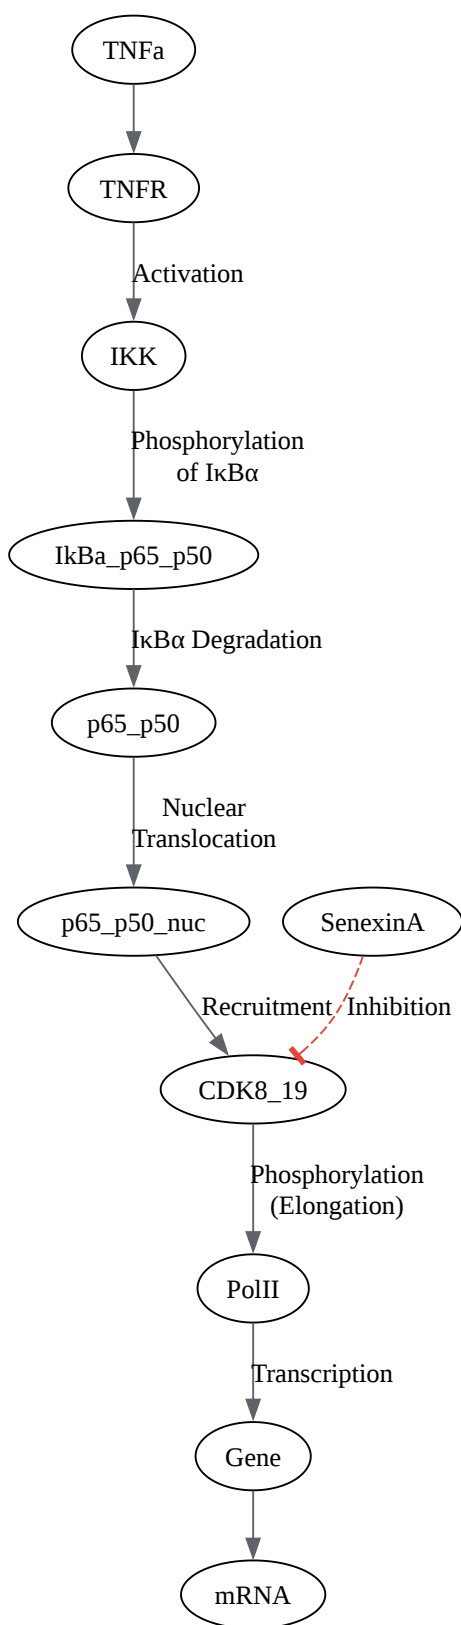 TNFa
TNFR
Activation
IKK
Phosphorylation
of IκBα
IkBa_p65_p50
IκBα Degradation
p65_p50
Nuclear
Translocation
p65_p50_nuc
SenexinA
Recruitment
Inhibition
CDK8_19
Phosphorylation
(Elongation)
PolII
Transcription
Gene
mRNA